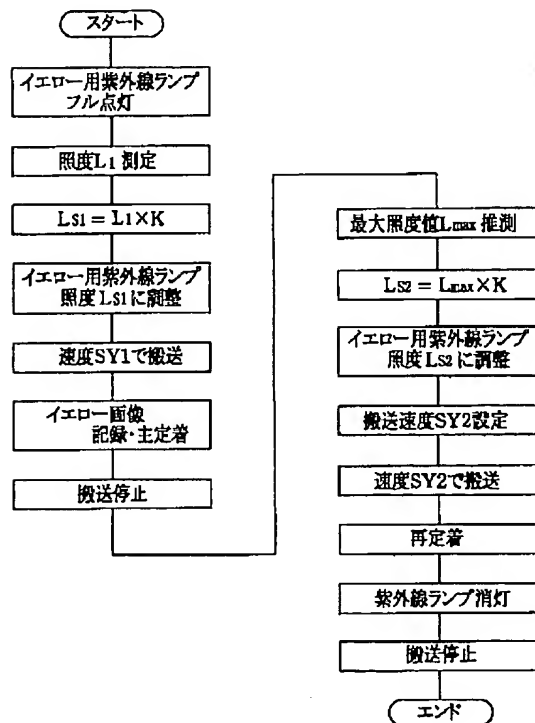 スタート
イエロー用紫外線ランプ
フル点灯
照度L1 測定
LS1 = L1×K
イエロー用紫外線ランプ
照度 LS1 に調整
速度SY1で搬送
イエロー画像
記録・主定着
搬送停止
最大照度値Lmax 推測
LS2 = Lmax×K
イエロー用紫外線ランプ
照度 LS2 に調整
搬送速度SY2設定
速度SY2で搬送
再定着
紫外線ランプ消灯
搬送停止
エンド